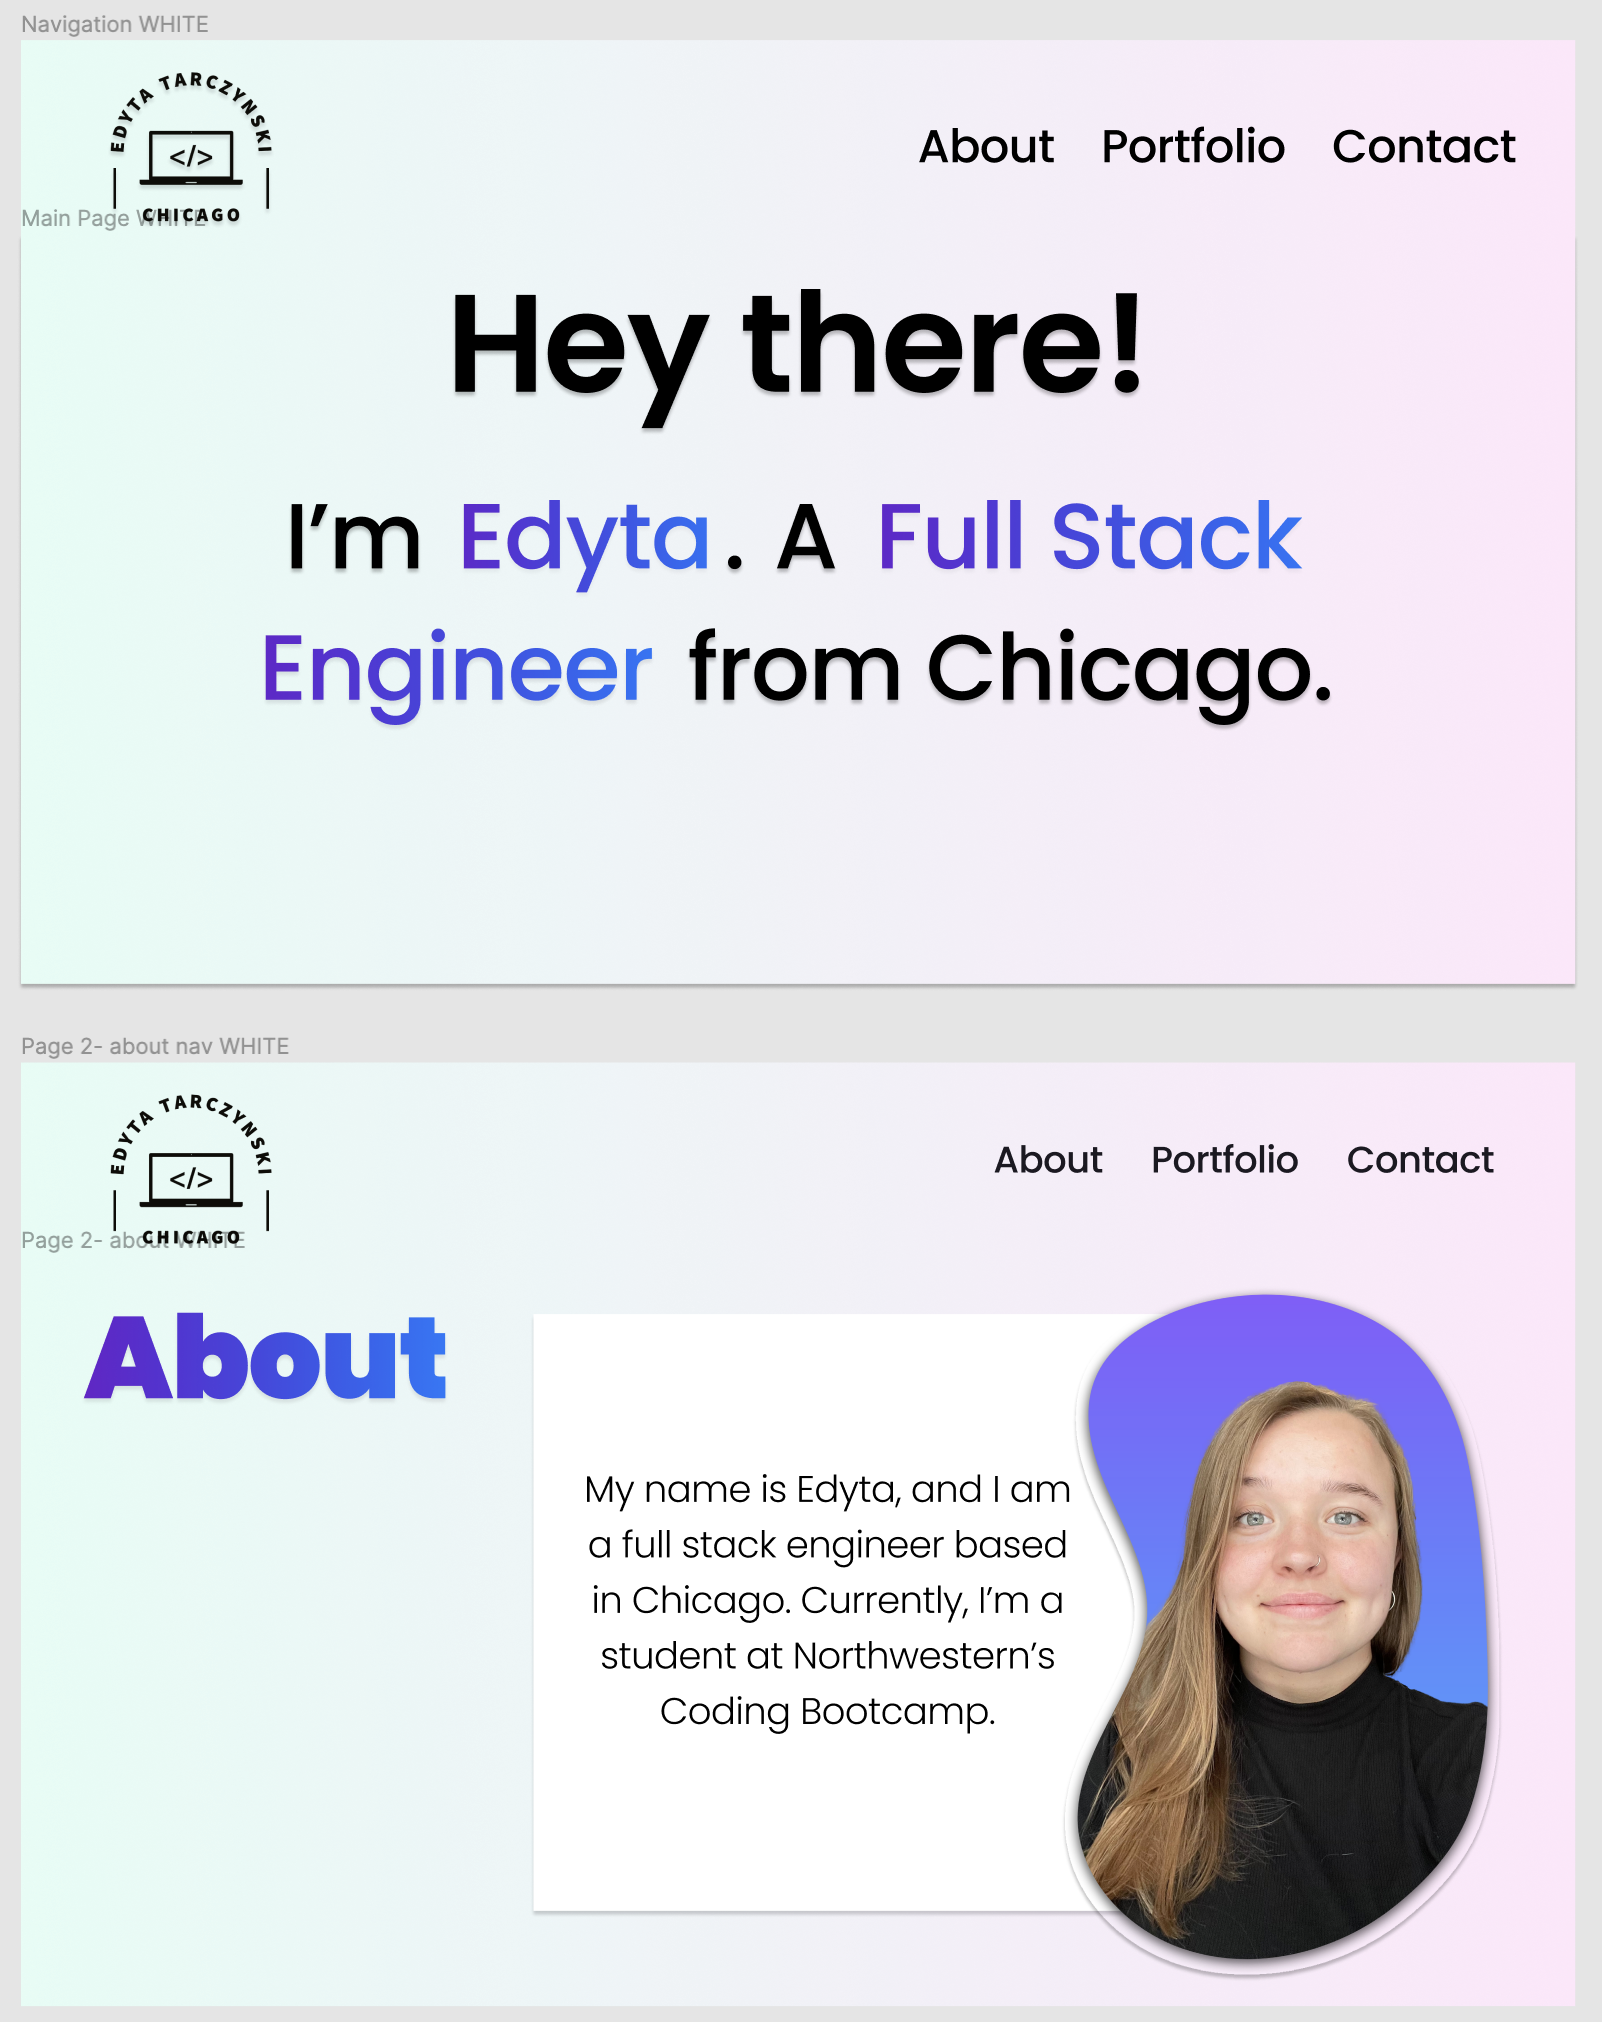 Navigation WHITE
EDYTA TARCZYNSKI
</>
CHICAGO
About Portfolio Contact
Main Page WHITE
Hey there!
I’m Edyta. A Full Stack
Engineer from Chicago.
Page 2- about nav WHITE
EDYTA TARCZYNSKI
</>
CHICAGO
About Portfolio Contact
Page 2- about WHITE
About
My name is Edyta, and I am
a full stack engineer based
in Chicago. Currently, I’m a
student at Northwestern’s
Coding Bootcamp.